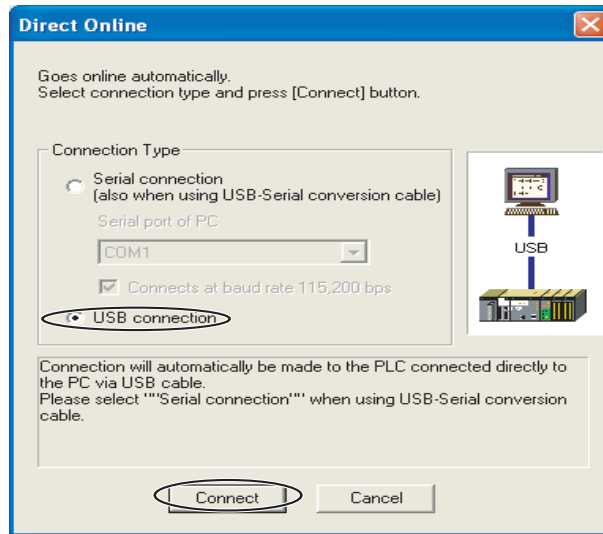 Direct Online
Goes online automatically.
Select connection type and press [Connect] button.
Connection Type
Serial connection
(also when using USB-Serial conversion cable)
Serial port of PC
COM1
Connects at baud rate 115,200 bps
USB connection
USB
Connection will automatically be made to the PLC connected directly to
the PC via USB cable.
Please select ""Serial connection"" when using USB-Serial conversion
cable.
Connect
Cancel